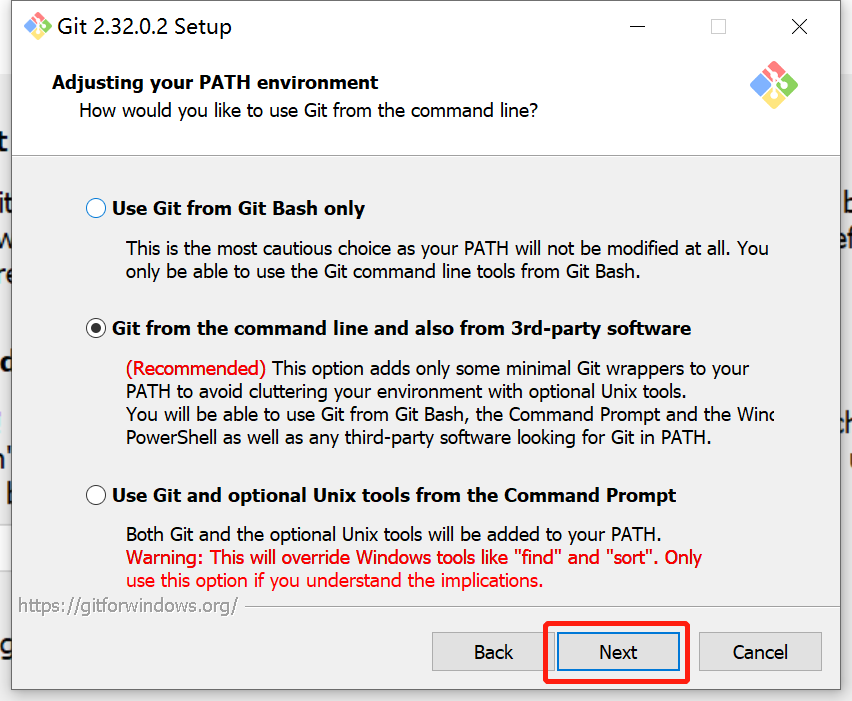 Git 2.32.0.2 Setup
Adjusting your PATH environment
How would you like to use Git from the command line?
Use Git from Git Bash only
This is the most cautious choice as your PATH will not be modified at all. You
only be able to use the Git command line tools from Git Bash.
Git from the command line and also from 3rd-party software
(Recommended) This option adds only some minimal Git wrappers to your
PATH to avoid cluttering your environment with optional Unix tools.
You will be able to use Git from Git Bash, the Command Prompt and the Winc
PowerShell as well as any third-party software looking for Git in PATH.
Use Git and optional Unix tools from the Command Prompt
Both Git and the optional Unix tools will be added to your PATH.
Warning: This will override Windows tools like "find" and "sort". Only
use this option if you understand the implications.
https://gitforwindows.org/
Back
Next
Cancel